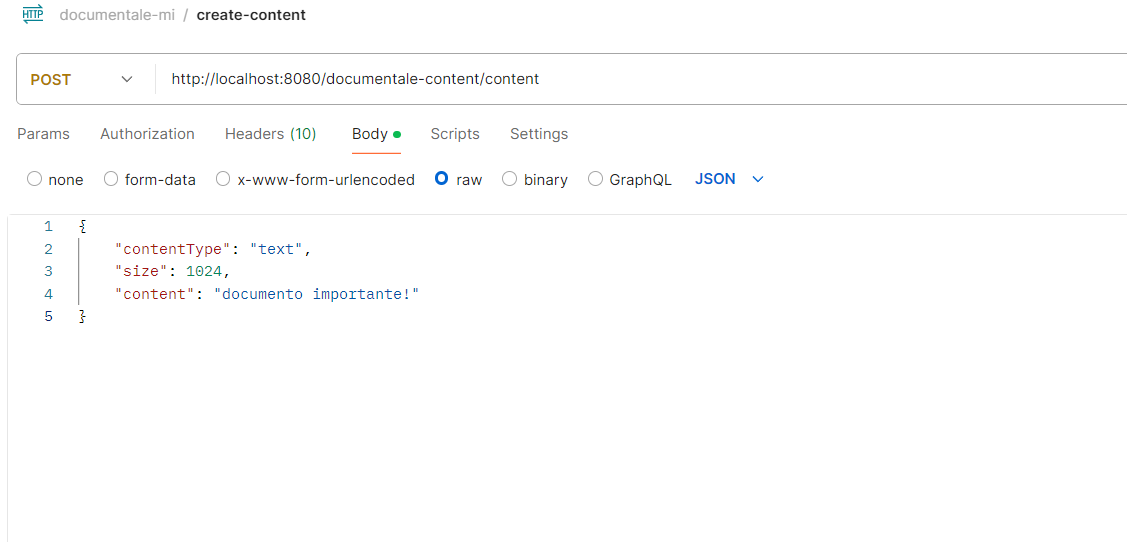 HTTP documentale-mi / create-content
POST http://localhost:8080/documentale-content/content
Params Authorization Headers (10) Body Scripts Settings
none form-data x-www-form-urlencoded raw binary GraphQL JSON
1 {
2 "contentType": "text",
3 "size": 1024,
4 "content": "documento importante!"
5 }